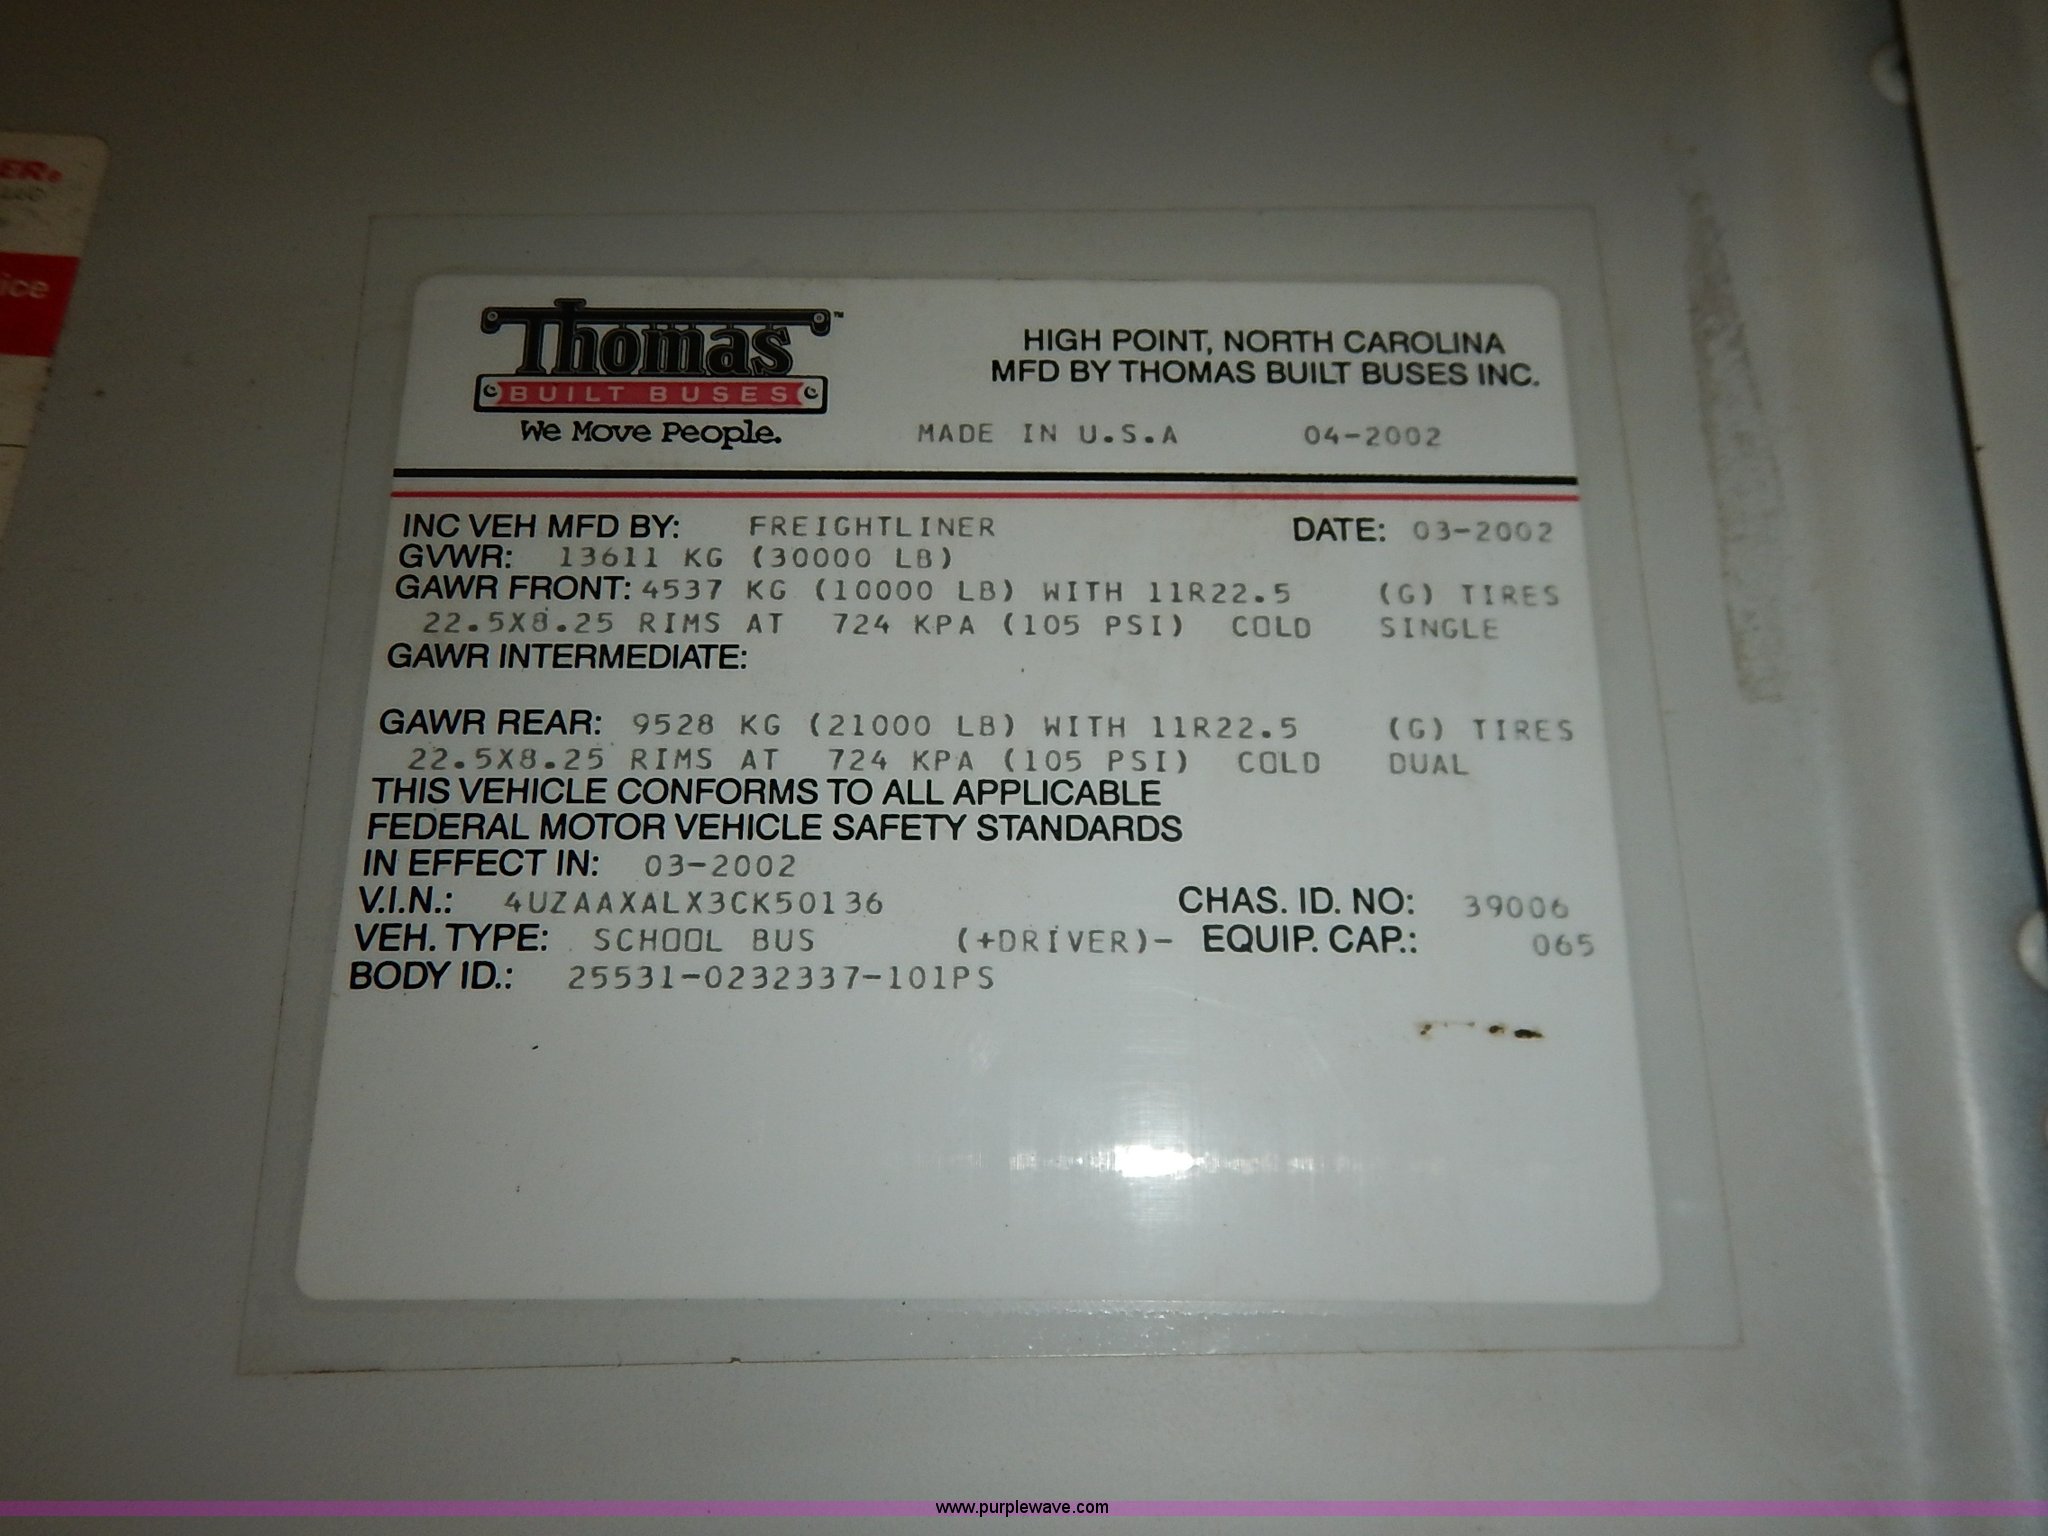 ER®
ice
Thomas™
BUILT BUSES
We Move People.
HIGH POINT, NORTH CAROLINA
MFD BY THOMAS BUILT BUSES INC.
MADE IN U.S.A 04-2002
INC VEH MFD BY: FREIGHTLINER DATE: 03-2002
GVWR: 13611 KG (30000 LB)
GAWR FRONT: 4537 KG (10000 LB) WITH 11R22.5 (G) TIRES
22.5X8.25 RIMS AT 724 KPA (105 PSI) COLD SINGLE
GAWR INTERMEDIATE:
GAWR REAR: 9528 KG (21000 LB) WITH 11R22.5 (G) TIRES
22.5X8.25 RIMS AT 724 KPA (105 PSI) COLD DUAL
THIS VEHICLE CONFORMS TO ALL APPLICABLE
FEDERAL MOTOR VEHICLE SAFETY STANDARDS
IN EFFECT IN: 03-2002
V.I.N.: 4UZAAXALX3CK50136 CHAS. ID. NO: 39006
VEH. TYPE: SCHOOL BUS (+DRIVER)- EQUIP. CAP.: 065
BODY ID.: 25531-0232337-101PS
www.purplewave.com